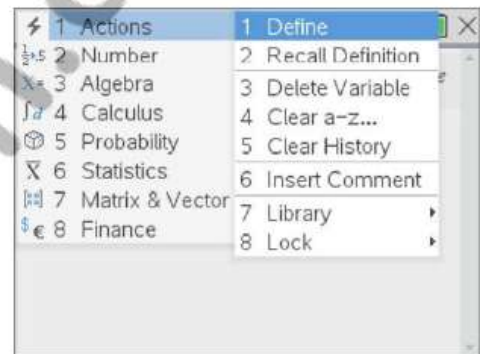 1 Actions
2 Number
3 Algebra
4 Calculus
5 Probability
6 Statistics
7 Matrix & Vector
8 Finance
1 Define
2 Recall Definition
3 Delete Variable
4 Clear a-z...
5 Clear History
6 Insert Comment
7 Library
8 Lock